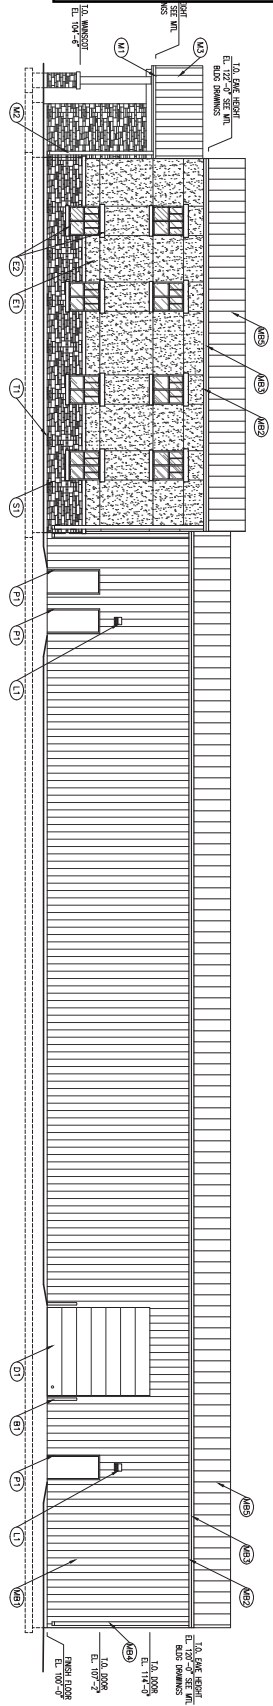 T.O. WAINSCOT
EL. 104'-6"
M2
E2
E1
T1
S1
P1
P1
L1
D1
B1
P1
L1
MB1
MB4
M1
M3
IGHT
SEE MTL
NGS
T.O. EAVE HEIGHT
EL. 122'-0" SEE MTL
BLDG DRAWINGS
MB5
MB3
MB2
MB5
MB3
MB2
T.O. EAVE HEIGHT
EL. 120'-0" SEE MTL
BLDG DRAWINGS
T.O. DOOR
EL. 114'-0"
T.O. DOOR
EL. 107'-2"
FINISH FLOOR
EL. 100'-0"